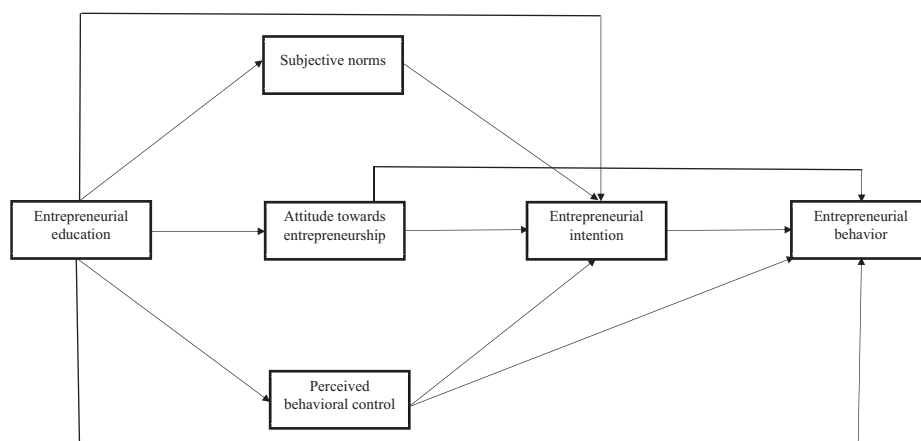 Subjective norms
Entrepreneurial
education
Attitude towards
entrepreneurship
Entrepreneurial
intention
Entrepreneurial
behavior
Perceived
behavioral control